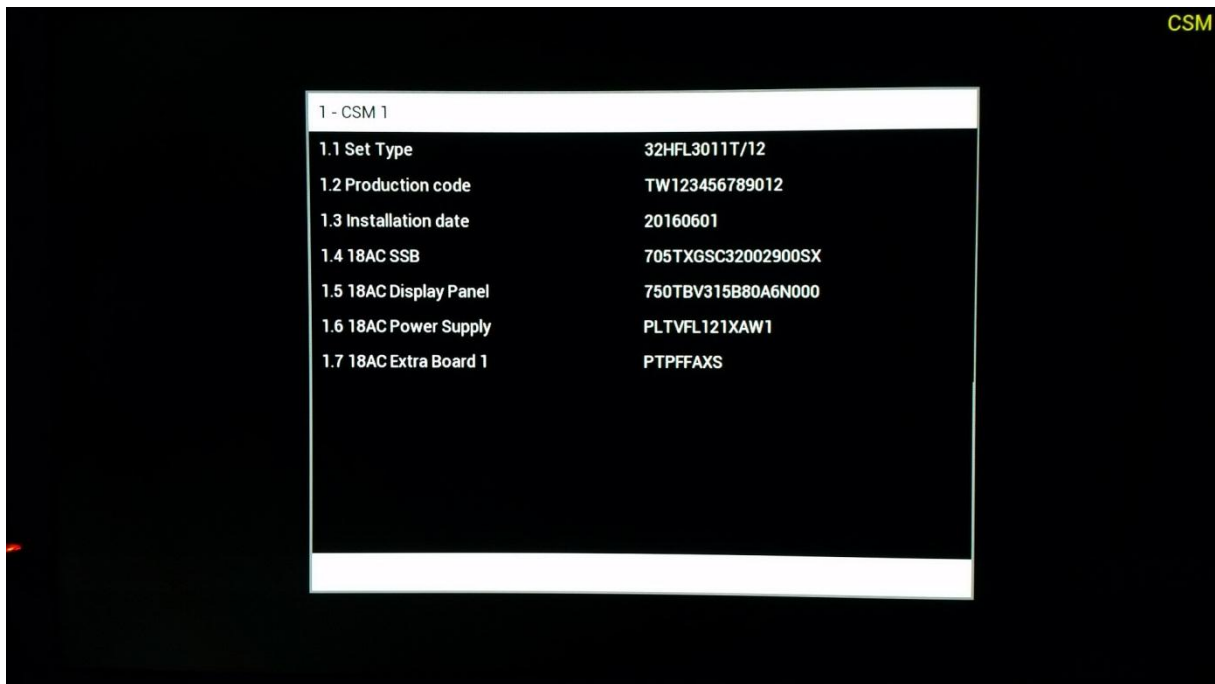 CSM
1 - CSM 1
1.1 Set Type 32HFL3011T/12
1.2 Production code TW123456789012
1.3 Installation date 20160601
1.4 18AC SSB 705TXGSC32002900SX
1.5 18AC Display Panel 750TBV315B80A6N000
1.6 18AC Power Supply PLTVFL121XAW1
1.7 18AC Extra Board 1 PTPFFAXS